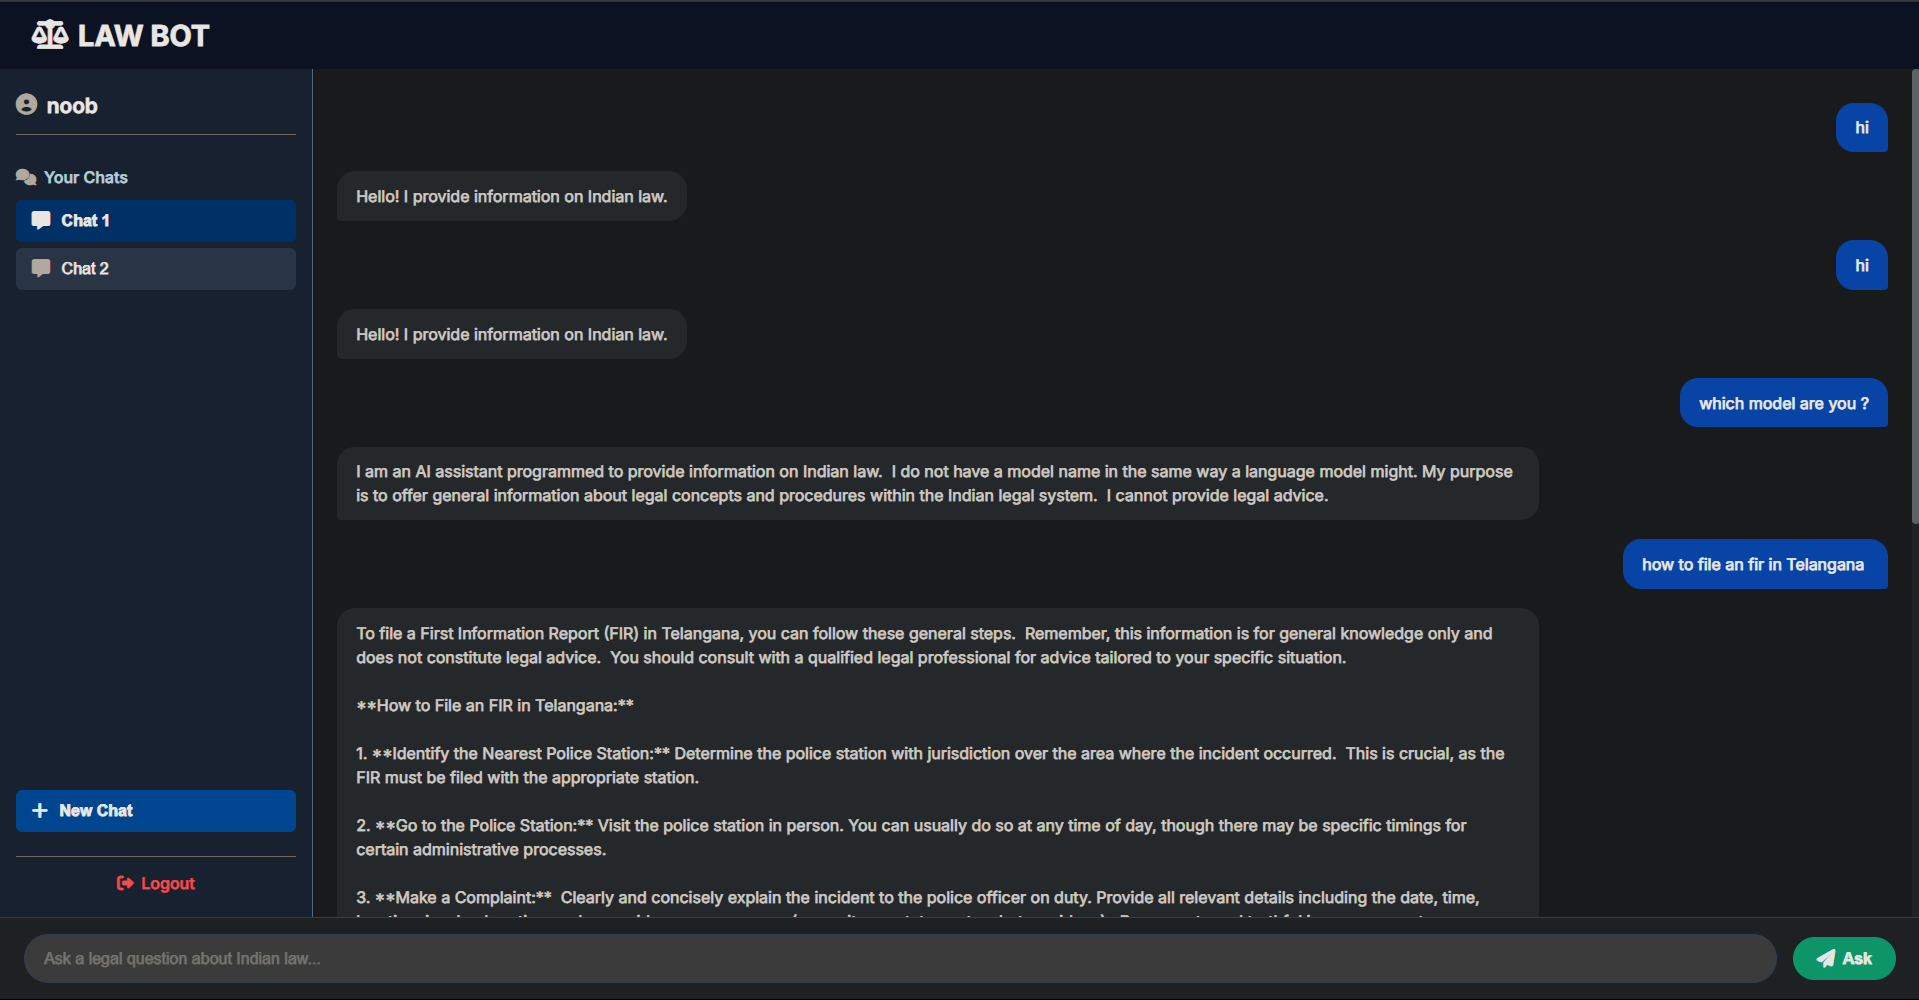 LAW BOT
noob
Your Chats
Chat 1
Chat 2
New Chat
Logout
hi
Hello! I provide information on Indian law.
hi
Hello! I provide information on Indian law.
which model are you ?
I am an AI assistant programmed to provide information on Indian law.  I do not have a model name in the same way a language model might. My purpose
is to offer general information about legal concepts and procedures within the Indian legal system.  I cannot provide legal advice.
how to file an fir in Telangana
To file a First Information Report (FIR) in Telangana, you can follow these general steps.  Remember, this information is for general knowledge only and
does not constitute legal advice.  You should consult with a qualified legal professional for advice tailored to your specific situation.
**How to File an FIR in Telangana:**
1. **Identify the Nearest Police Station:** Determine the police station with jurisdiction over the area where the incident occurred.  This is crucial, as the
FIR must be filed with the appropriate station.
2. **Go to the Police Station:** Visit the police station in person. You can usually do so at any time of day, though there may be specific timings for
certain administrative processes.
3. **Make a Complaint:**  Clearly and concisely explain the incident to the police officer on duty. Provide all relevant details including the date, time,
Ask a legal question about Indian law...
Ask